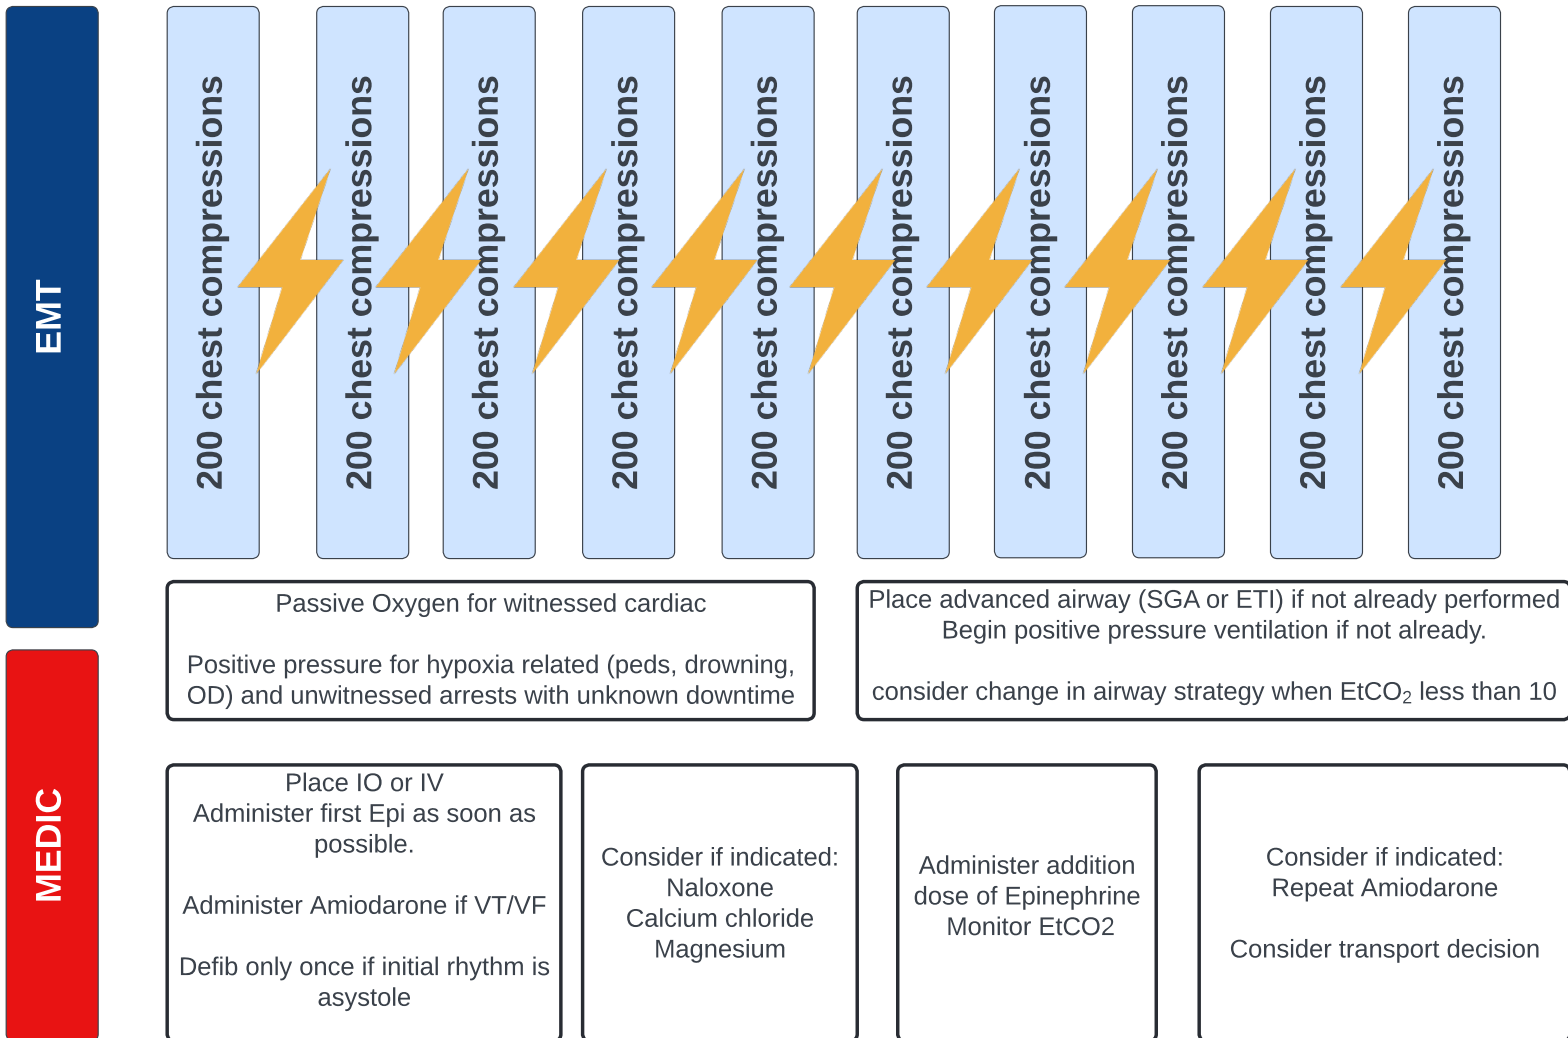 EMT
200 chest compressions
200 chest compressions
200 chest compressions
200 chest compressions
200 chest compressions
200 chest compressions
200 chest compressions
200 chest compressions
200 chest compressions
200 chest compressions
Passive Oxygen for witnessed cardiac
Positive pressure for hypoxia related (peds, drowning,
OD) and unwitnessed arrests with unknown downtime
Place advanced airway (SGA or ETI) if not already performed
Begin positive pressure ventilation if not already.
consider change in airway strategy when EtCO₂ less than 10
MEDIC
Place IO or IV
Administer first Epi as soon as
possible.
Administer Amiodarone if VT/VF
Defib only once if initial rhythm is
asystole
Consider if indicated:
Naloxone
Calcium chloride
Magnesium
Administer addition
dose of Epinephrine
Monitor EtCO2
Consider if indicated:
Repeat Amiodarone
Consider transport decision